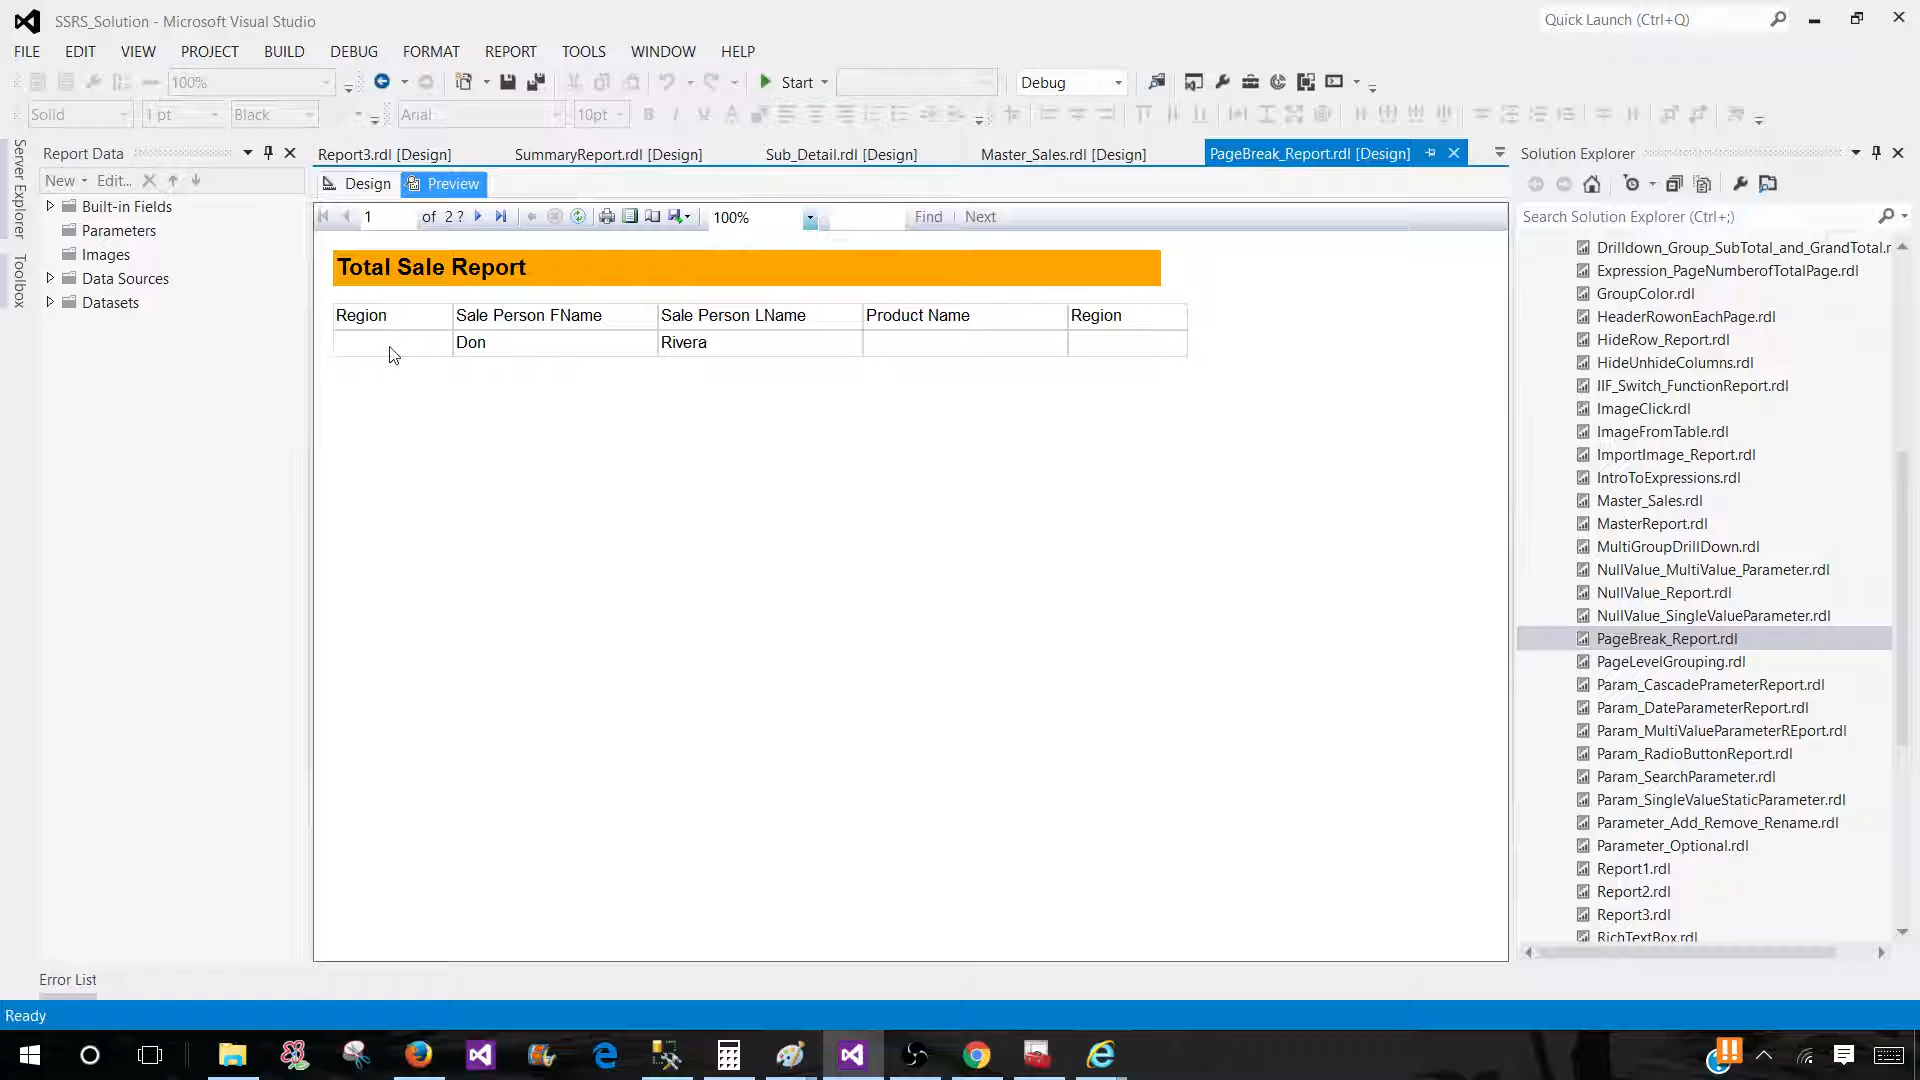 SSRS_Solution - Microsoft Visual Studio
Quick Launch (Ctrl+Q)
FILE EDIT VIEW PROJECT BUILD DEBUG FORMAT REPORT TOOLS WINDOW HELP
100% Start Debug
Solid 1 pt Black Arial 10pt
Server Explorer
Toolbox
Report Data
New Edit...
Built-in Fields
Parameters
Images
Data Sources
Datasets
Report3.rdl [Design] SummaryReport.rdl [Design] Sub_Detail.rdl [Design] Master_Sales.rdl [Design] PageBreak_Report.rdl [Design]
Design Preview
1 of 2 ? 100% Find Next
Total Sale Report
Region Sale Person FName Sale Person LName Product Name Region
Don Rivera
Solution Explorer
Search Solution Explorer (Ctrl+;)
Drilldown_Group_SubTotal_and_GrandTotal.r
Expression_PageNumberofTotalPage.rdl
GroupColor.rdl
HeaderRowonEachPage.rdl
HideRow_Report.rdl
HideUnhideColumns.rdl
IIF_Switch_FunctionReport.rdl
ImageClick.rdl
ImageFromTable.rdl
ImportImage_Report.rdl
IntroToExpressions.rdl
Master_Sales.rdl
MasterReport.rdl
MultiGroupDrillDown.rdl
NullValue_MultiValue_Parameter.rdl
NullValue_Report.rdl
NullValue_SingleValueParameter.rdl
PageBreak_Report.rdl
PageLevelGrouping.rdl
Param_CascadePrameterReport.rdl
Param_DateParameterReport.rdl
Param_MultiValueParameterREport.rdl
Param_RadioButtonReport.rdl
Param_SearchParameter.rdl
Param_SingleValueStaticParameter.rdl
Parameter_Add_Remove_Rename.rdl
Parameter_Optional.rdl
Report1.rdl
Report2.rdl
Report3.rdl
RichTextBox.rdl
Error List
Ready